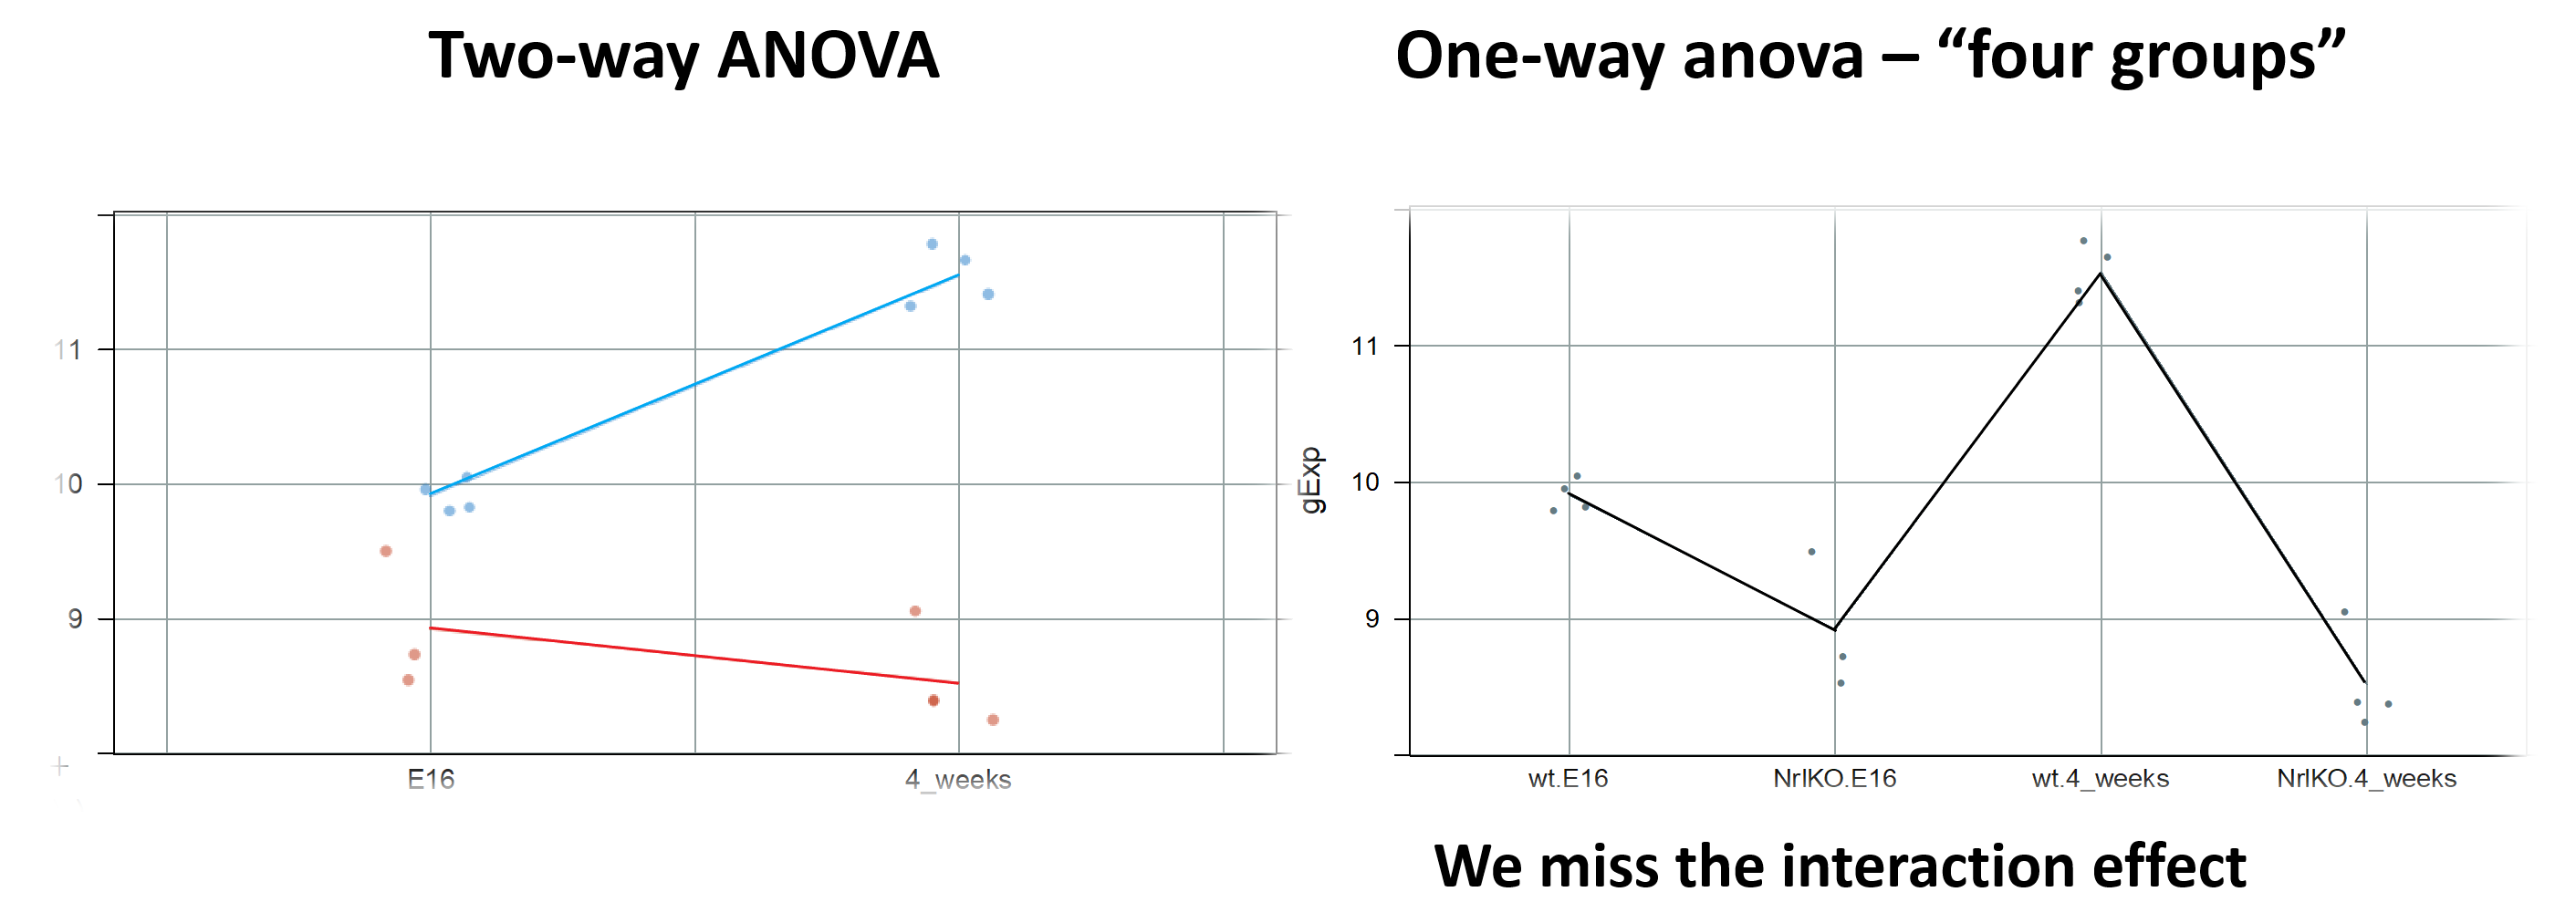 Two-way ANOVA
One-way anova – “four groups”
11
10
9
E16
4_weeks
gExp
11
10
9
wt.E16
NrlKO.E16
wt.4_weeks
NrlKO.4_weeks
We miss the interaction effect